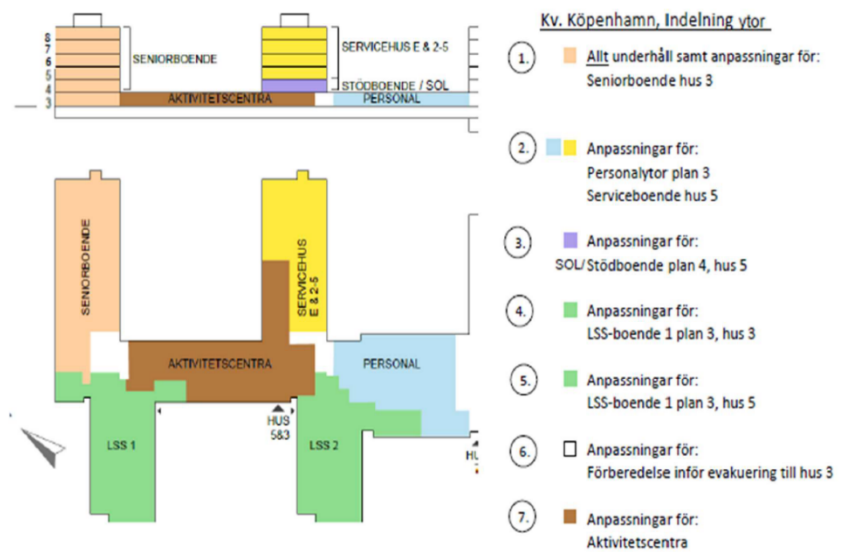 Kv. Köpenhamn, Indelning ytor
8
7
6
5
4
3
SENIORBOENDE
SERVICEHUS E & 2-5
STÖDBOENDE / SOL
AKTIVITETSCENTRA
PERSONAL
SENIORBOENDE
SERVICEHUS
E & 2-5
AKTIVITETSCENTRA
PERSONAL
HUS
5&3
LSS 1
LSS 2
1.
Allt underhåll samt anpassningar för:
Seniorboende hus 3
2.
Anpassningar för:
Personalytor plan 3
Serviceboende hus 5
3.
Anpassningar för:
SOL/Stödboende plan 4, hus 5
4.
Anpassningar för:
LSS-boende 1 plan 3, hus 3
5.
Anpassningar för:
LSS-boende 1 plan 3, hus 5
6.
Anpassningar för:
Förberedelse inför evakuering till hus 3
7.
Anpassningar för:
Aktivitetscentra